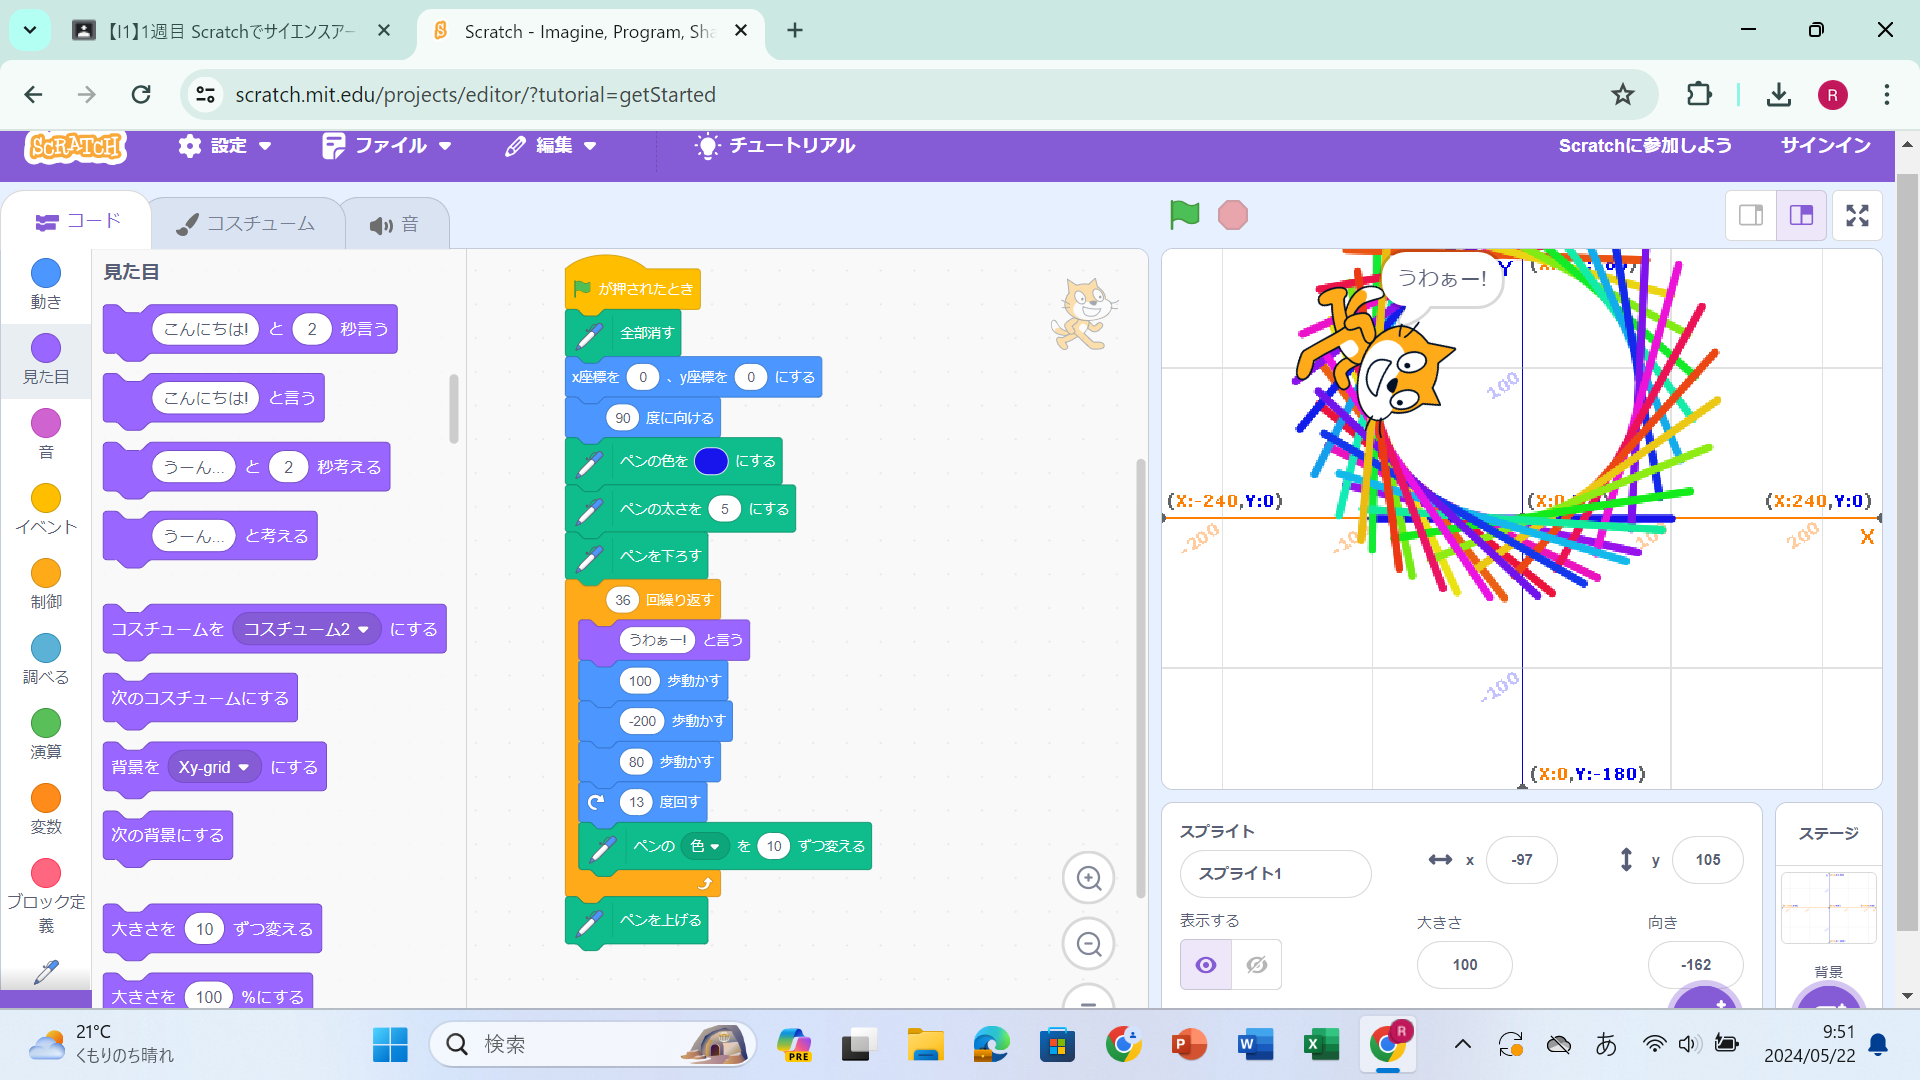 【I1】1週目 Scratchでサイエンスアー
Scratch - Imagine, Program, Sha
scratch.mit.edu/projects/editor/?tutorial=getStarted
R
SCRATCH
設定
ファイル
編集
チュートリアル
Scratchに参加しよう
サインイン
コード
コスチューム
音
動き
見た目
音
イベント
制御
調べる
演算
変数
ブロック定義
見た目
こんにちは! と 2 秒言う
こんにちは! と言う
うーん... と 2 秒考える
うーん... と考える
コスチュームを コスチューム2 にする
次のコスチュームにする
背景を Xy-grid にする
次の背景にする
大きさを 10 ずつ変える
大きさを 100 %にする
が押されたとき
全部消す
x座標を 0 、y座標を 0 にする
90 度に向ける
ペンの色を にする
ペンの太さを 5 にする
ペンを下ろす
36 回繰り返す
うわぁー! と言う
100 歩動かす
-200 歩動かす
80 歩動かす
13 度回す
ペンの 色 を 10 ずつ変える
ペンを上げる
うわぁー!
Y
100
(X:-240,Y:0)
(X:240,Y:0)
-200
200
X
-100
(X:0,Y:-180)
スプライト
スプライト1
x -97
y 105
表示する
大きさ 100
向き -162
ステージ
背景
21°C
くもりのち晴れ
検索
PRE
あ
9:51
2024/05/22